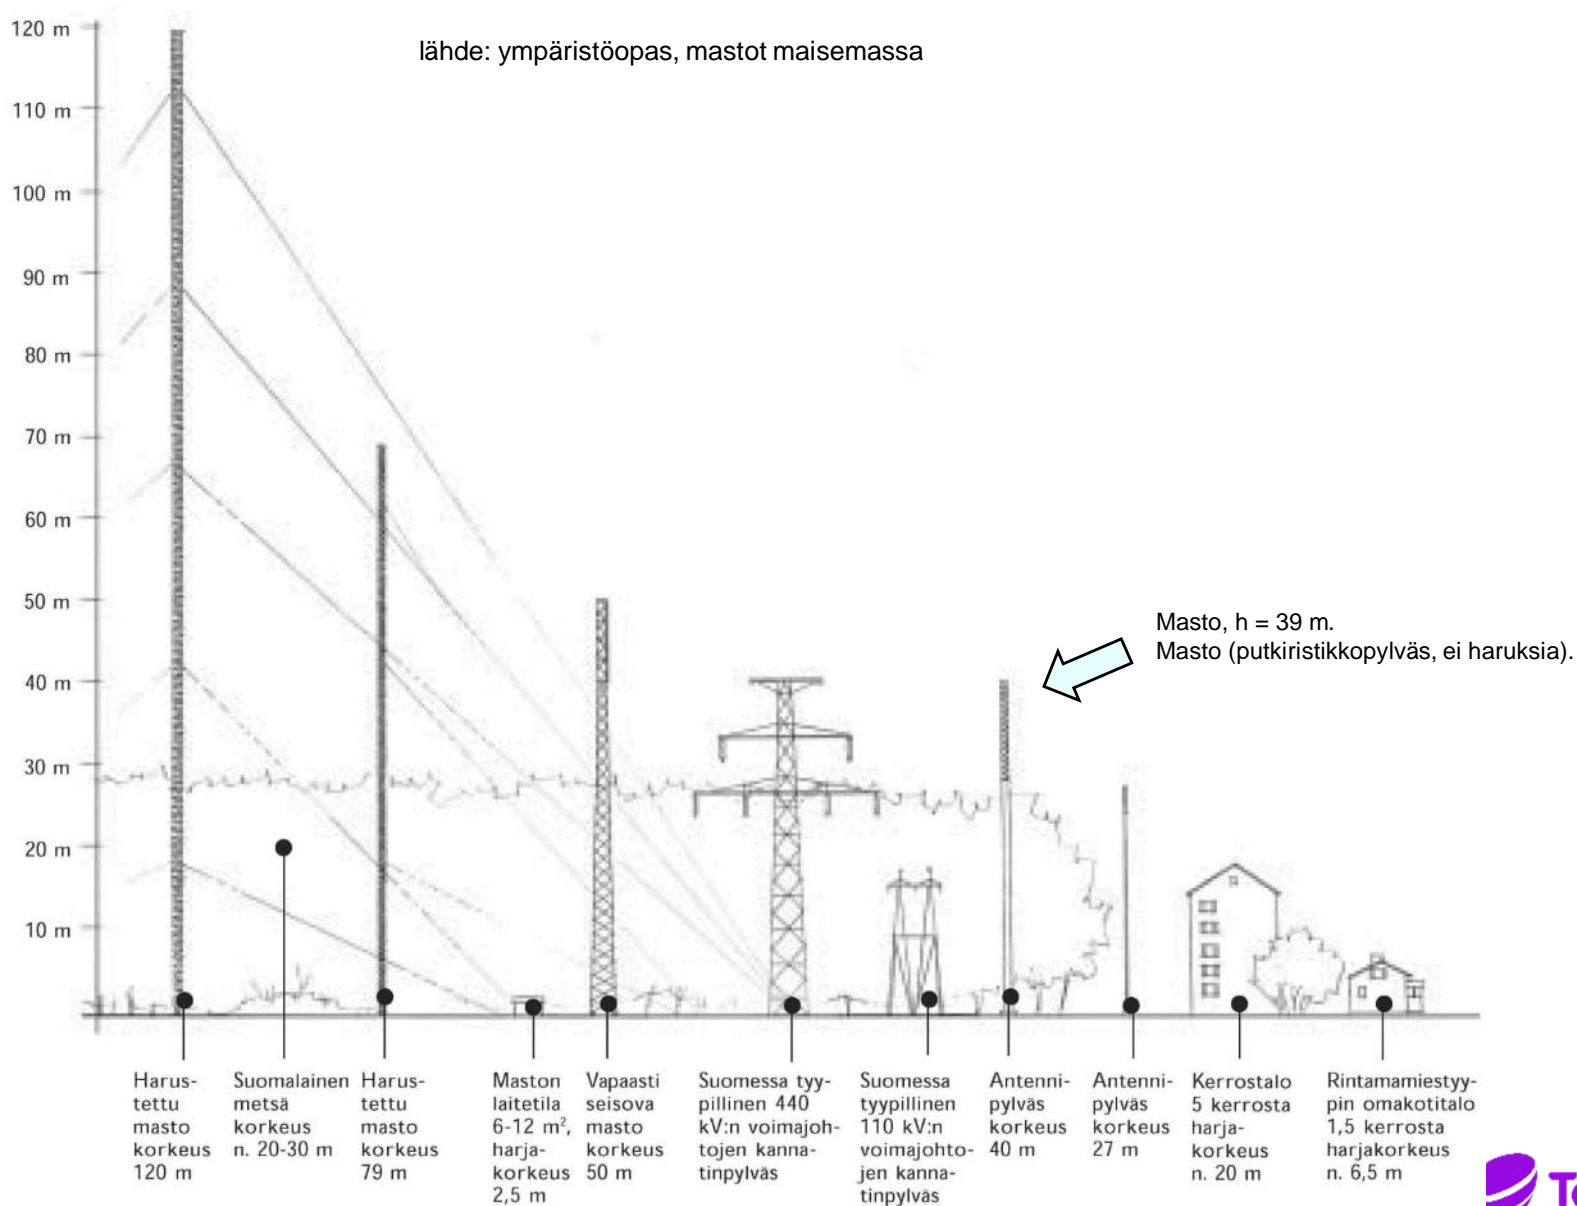 lähde: ympäristöopas, mastot maisemassa
120 m
110 m
100 m
90 m
80 m
70 m
60 m
50 m
40 m
30 m
20 m
10 m
Masto, h = 39 m.
Masto (putkiristikkopylväs, ei haruksia).
Harus-
tettu
masto
korkeus
120 m
Suomalainen
metsä
korkeus
n. 20-30 m
Harus-
tettu
masto
korkeus
79 m
Maston
laitetila
6-12 m²,
harja-
korkeus
2,5 m
Vapaasti
seisova
masto
korkeus
50 m
Suomessa tyy-
pillinen 440
kV:n voimajoh-
tojen kanna-
tinpylväs
Suomessa
tyypillinen
110 kV:n
voimajohto-
jen kanna-
tinpylväs
Antenni-
pylväs
korkeus
40 m
Antenni-
pylväs
korkeus
27 m
Kerrostalo
5 kerrosta
harja-
korkeus
n. 20 m
Rintamamiestyy-
pin omakotitalo
1,5 kerrosta
harjakorkeus
n. 6,5 m